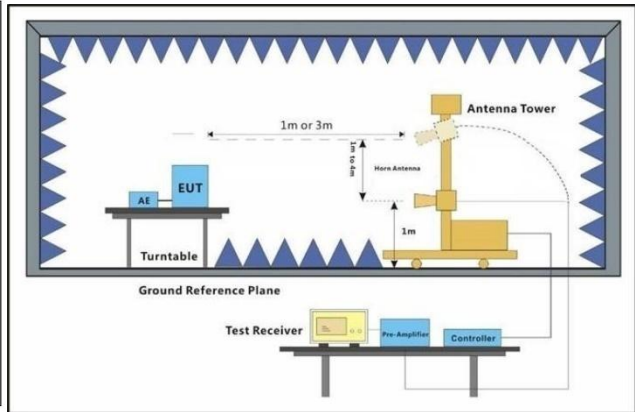 Antenna Tower
1m or 3m
1m to 4m
Horn Antenna
EUT
AE
1m
Turntable
Ground Reference Plane
Test Receiver
Pre-Amplifier
Controller